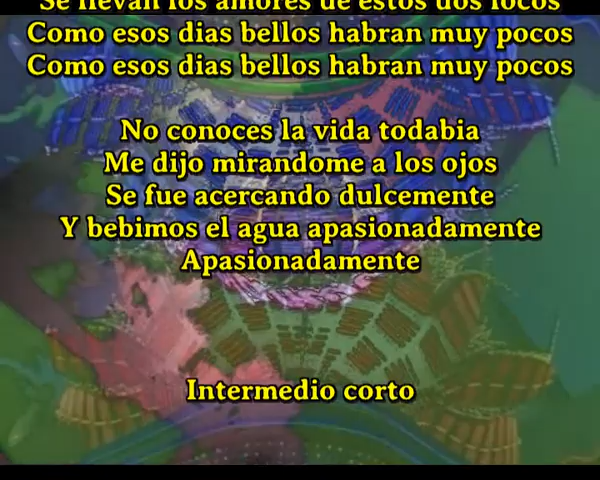 Se llevan los amores de estos dos locos
Como esos dias bellos habran muy pocos
Como esos dias bellos habran muy pocos
No conoces la vida todabia
Me dijo mirandome a los ojos
Se fue acercando dulcemente
Y bebimos el agua apasionadamente
Apasionadamente
Intermedio corto